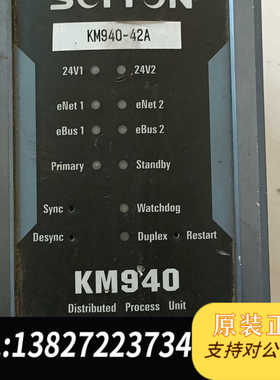 SCIYON
KM940-42A
24V1 24V2
eNet 1 eNet 2
eBus 1 eBus 2
Primary Standby
Sync Watchdog
Desync Duplex Restart
KM940
Distributed Process Unit
原装正
:13827223734
支持对公